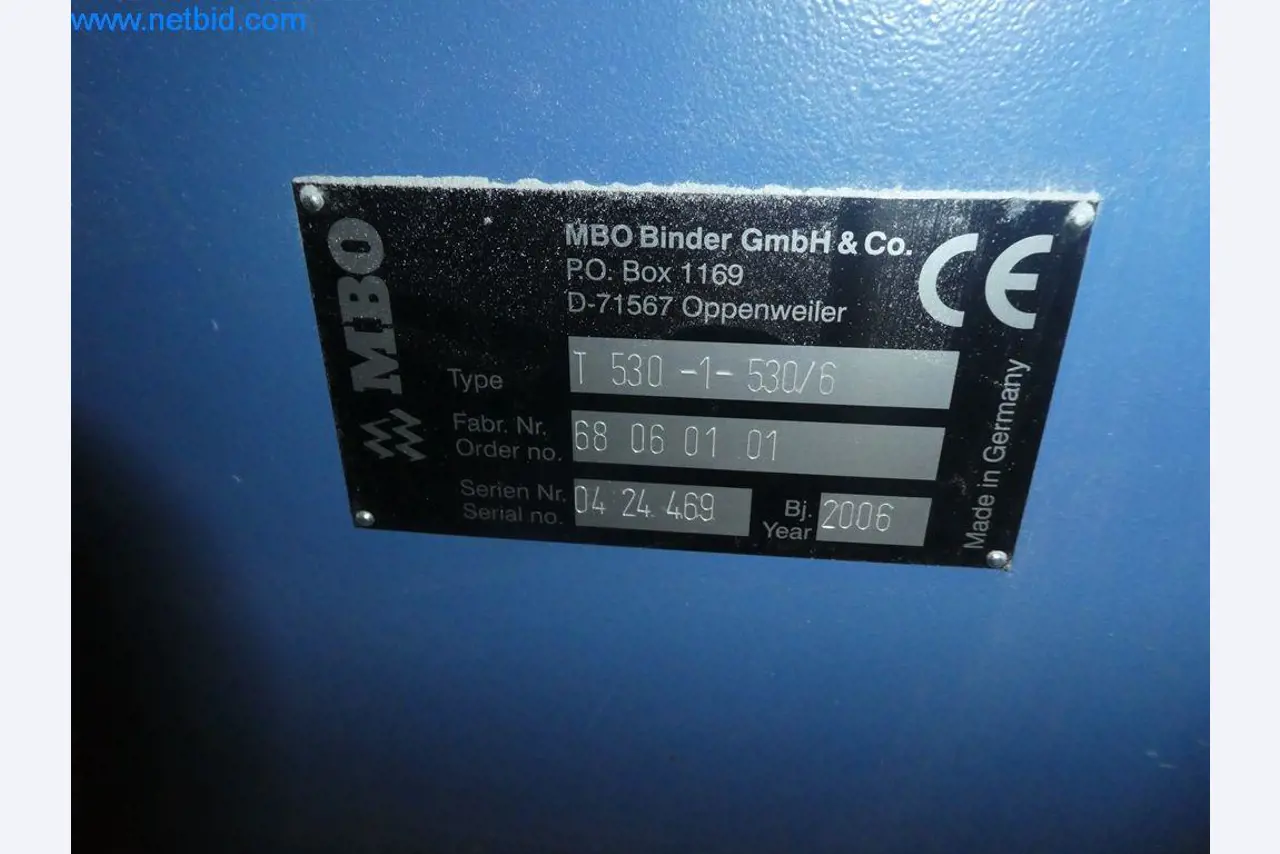 www.netbid.com
MBO
MBO Binder GmbH & Co.
P.O. Box 1169
D-71567 Oppenweiler
CE
Type T 530 -1- 530/6
Fabr. Nr.
Order no. 68 06 01 01
Serien Nr.
Serial no. 04 24 469
Bj.
Year 2006
Made in Germany